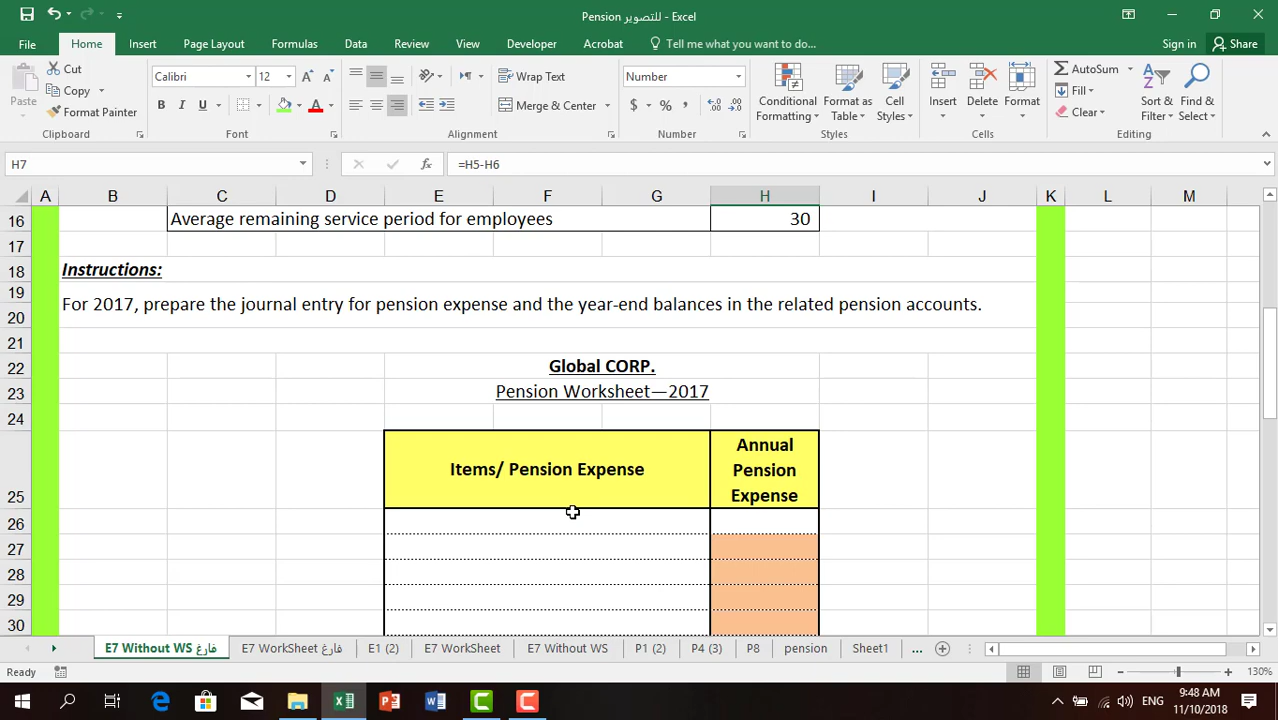 Pension للتصوير - Excel
File Home Insert Page Layout Formulas Data Review View Developer Acrobat Tell me what you want to do... Sign in Share
Paste Cut Copy Format Painter Clipboard
Calibri 12 B I U A Font
Wrap Text Merge & Center Alignment
Number $ % , Number
Conditional Formatting Format as Table Cell Styles Styles
Insert Delete Format Cells
AutoSum Fill Clear Sort & Filter Find & Select Editing
H7 fx =H5-H6
A B C D E F G H I J K L M
16 Average remaining service period for employees 30
17
18 Instructions:
19
For 2017, prepare the journal entry for pension expense and the year-end balances in the related pension accounts.
20
21
22 Global CORP.
23 Pension Worksheet—2017
24
25 Items/ Pension Expense Annual Pension Expense
26
27
28
29
30
E7 Without WS فارغ E7 WorkSheet فارغ E1 (2) E7 WorkSheet E7 Without WS P1 (2) P4 (3) P8 pension Sheet1 ...
Ready 130%
ENG 9:48 AM
11/10/2018